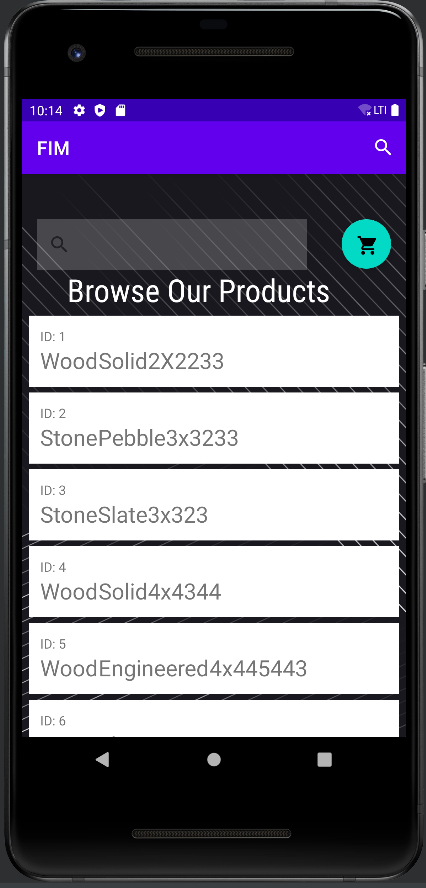 10:14 LTE
FIM
Browse Our Products
ID: 1
WoodSolid2X2233
ID: 2
StonePebble3x3233
ID: 3
StoneSlate3x323
ID: 4
WoodSolid4x4344
ID: 5
WoodEngineered4x445443
ID: 6